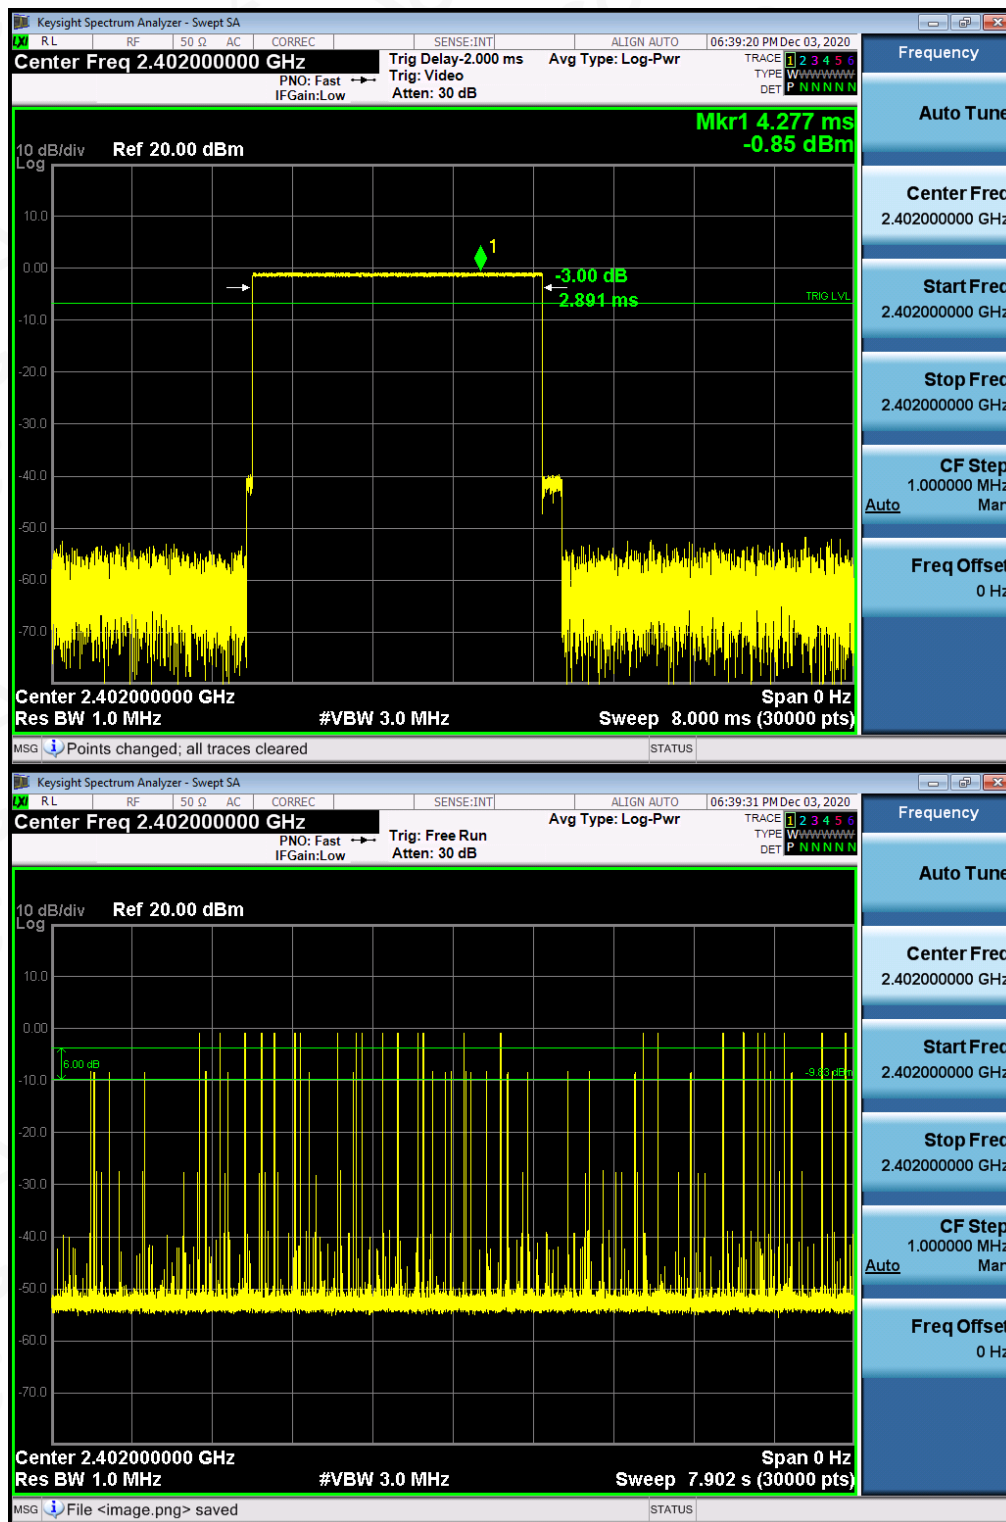 Keysight Spectrum Analyzer - Swept SA
LXI RL RF 50 Ω AC CORREC SENSE:INT ALIGN AUTO 06:39:20 PM Dec 03, 2020
Center Freq 2.402000000 GHz
PNO: Fast
IFGain:Low
Trig Delay-2.000 ms
Trig: Video
Atten: 30 dB
Avg Type: Log-Pwr
TRACE 1 2 3 4 5 6
TYPE WWWWWWW
DET P N N N N N
Mkr1 4.277 ms
-0.85 dBm
10 dB/div
Log
Ref 20.00 dBm
10.0
0.00
-10.0
-20.0
-30.0
-40.0
-50.0
-60.0
-70.0
1
-3.00 dB
2.891 ms
TRIG LVL
Center 2.402000000 GHz
Span 0 Hz
Res BW 1.0 MHz
#VBW 3.0 MHz
Sweep 8.000 ms (30000 pts)
MSG Points changed; all traces cleared
STATUS
Frequency
Auto Tune
Center Freq
2.402000000 GHz
Start Freq
2.402000000 GHz
Stop Freq
2.402000000 GHz
CF Step
1.000000 MHz
Auto Man
Freq Offset
0 Hz
Keysight Spectrum Analyzer - Swept SA
LXI RL RF 50 Ω AC CORREC SENSE:INT ALIGN AUTO 06:39:31 PM Dec 03, 2020
Center Freq 2.402000000 GHz
PNO: Fast
IFGain:Low
Trig: Free Run
Atten: 30 dB
Avg Type: Log-Pwr
TRACE 1 2 3 4 5 6
TYPE WWWWWWW
DET P N N N N N
10 dB/div
Log
Ref 20.00 dBm
10.0
0.00
-10.0
-20.0
-30.0
-40.0
-50.0
-60.0
-70.0
6.00 dB
-9.83 dBm
Center 2.402000000 GHz
Span 0 Hz
Res BW 1.0 MHz
#VBW 3.0 MHz
Sweep 7.902 s (30000 pts)
MSG File <image.png> saved
STATUS
Frequency
Auto Tune
Center Freq
2.402000000 GHz
Start Freq
2.402000000 GHz
Stop Freq
2.402000000 GHz
CF Step
1.000000 MHz
Auto Man
Freq Offset
0 Hz